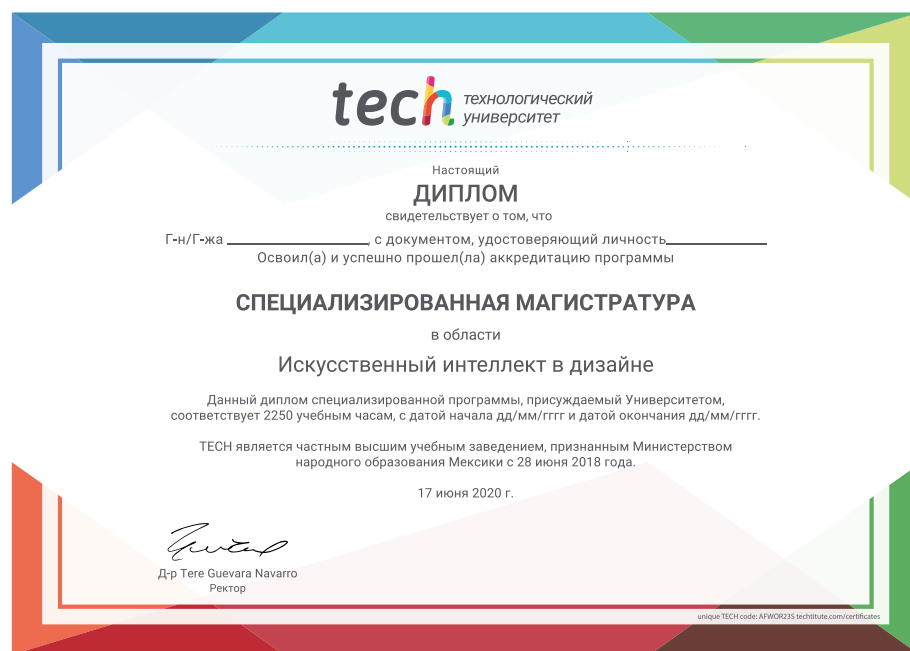 tech технологический
университет
Настоящий
ДИПЛОМ
свидетельствует о том, что
Г-н/Г-жа ____________________, с документом, удостоверяющий личность______________
Освоил(а) и успешно прошел(ла) аккредитацию программы
СПЕЦИАЛИЗИРОВАННАЯ МАГИСТРАТУРА
в области
Искусственный интеллект в дизайне
Данный диплом специализированной программы, присуждаемый Университетом,
соответствует 2250 учебным часам, с датой начала дд/мм/гггг и датой окончания дд/мм/гггг.
TECH является частным высшим учебным заведением, признанным Министерством
народного образования Мексики с 28 июня 2018 года.
17 июня 2020 г.
Д-р Tere Guevara Navarro
Ректор
unique TECH code: AFWOR23S techtitute.com/certificates